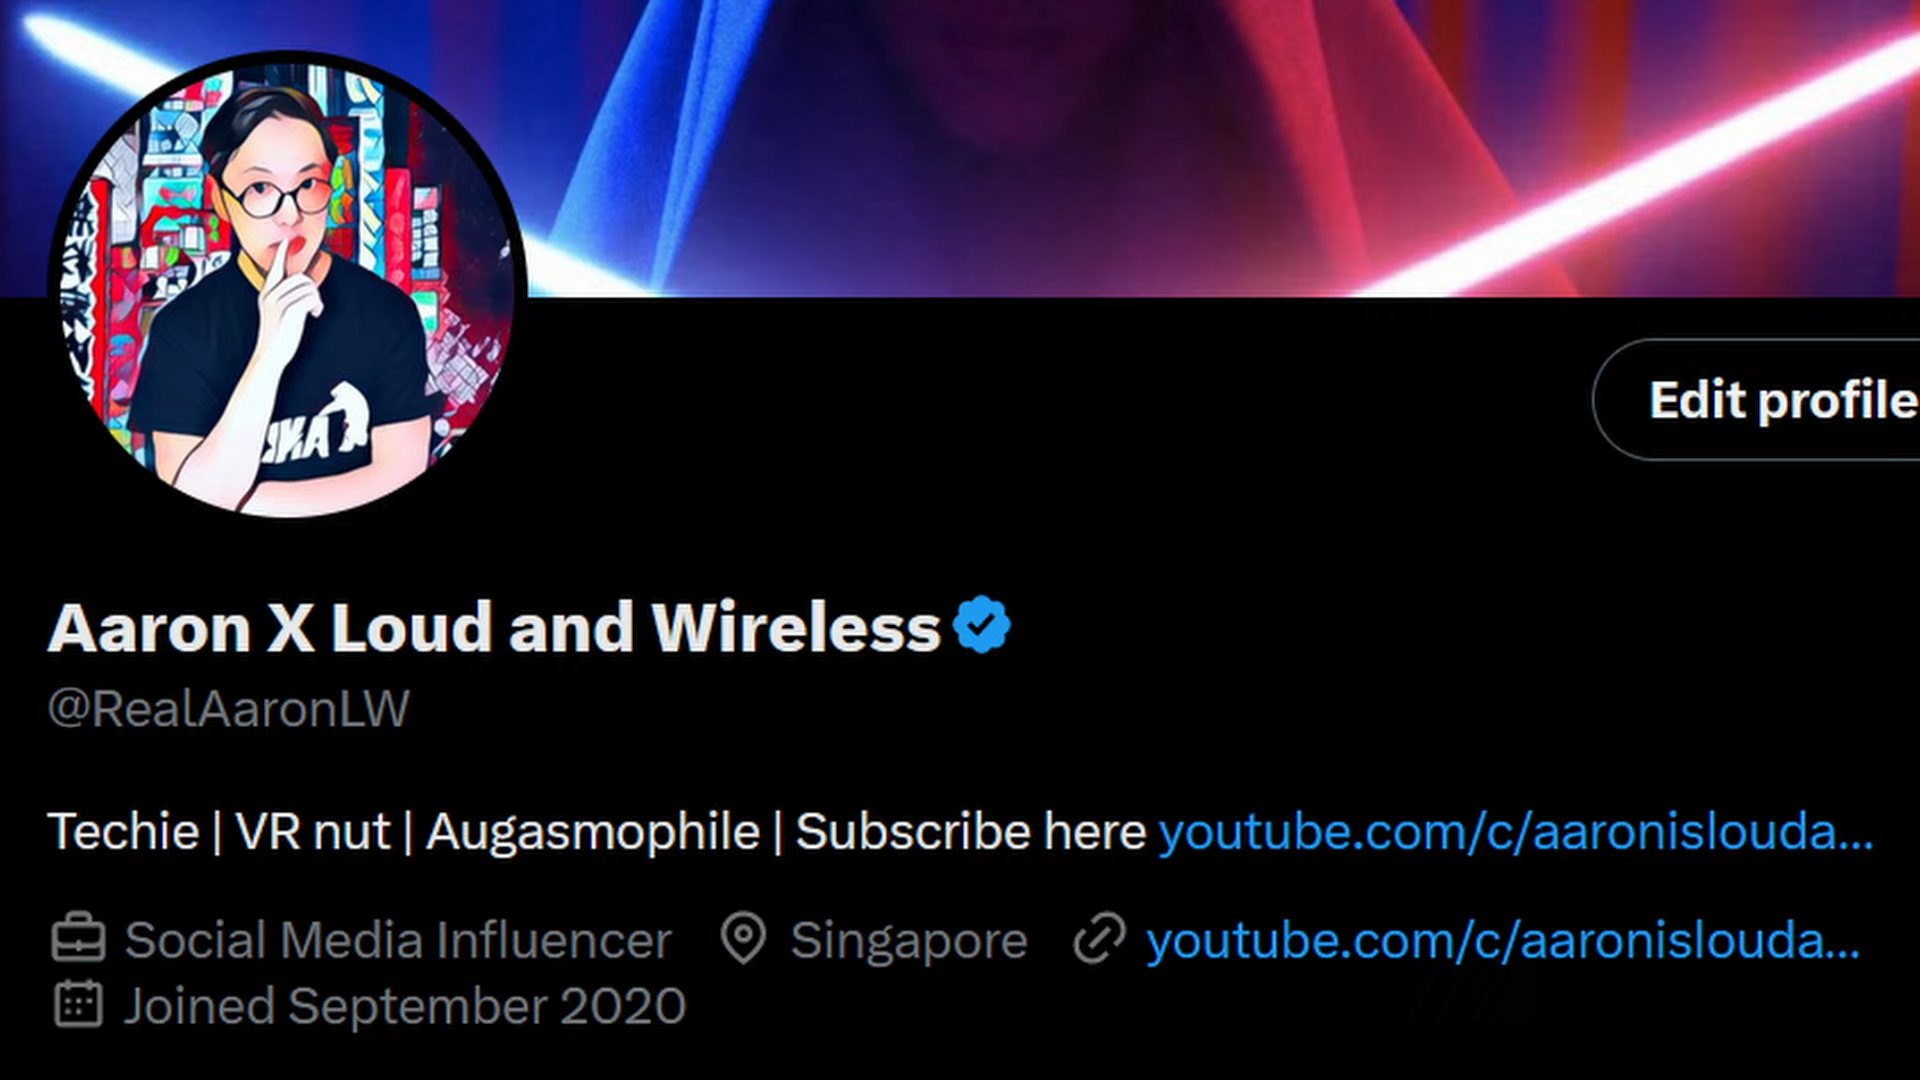 Edit profile
Aaron X Loud and Wireless
@RealAaronLW
Techie | VR nut | Augasmophile | Subscribe here youtube.com/c/aaronislouda...
Social Media Influencer Singapore youtube.com/c/aaronislouda...
Joined September 2020